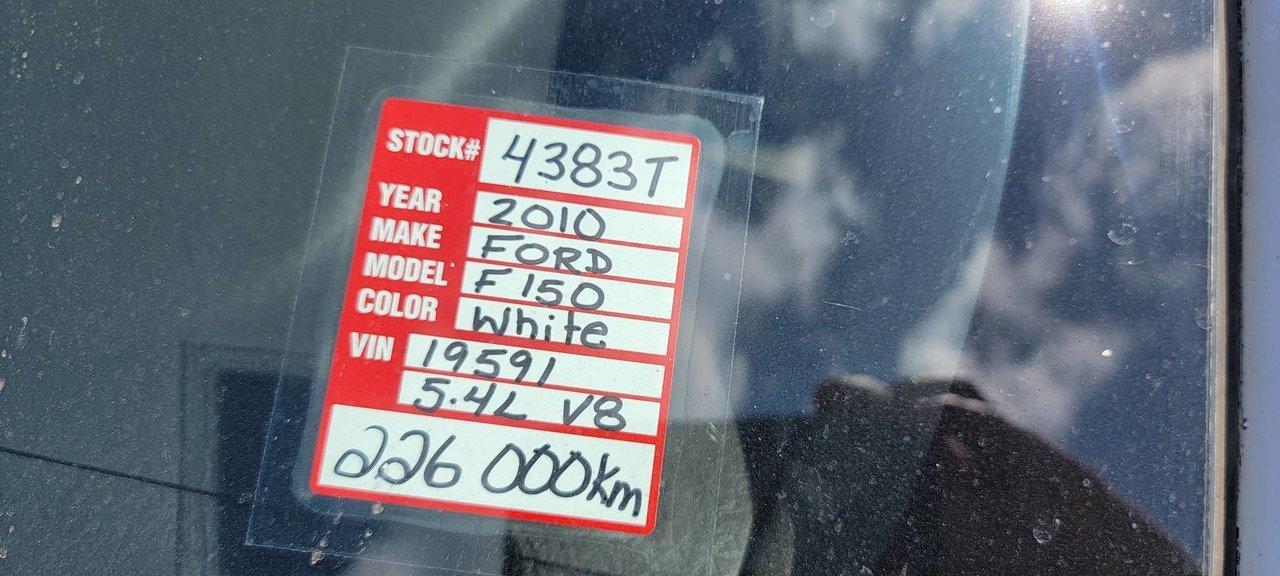 STOCK# 4383T
YEAR 2010
MAKE FORD
MODEL F150
COLOR White
VIN 19591
5.4L V8
226 000km